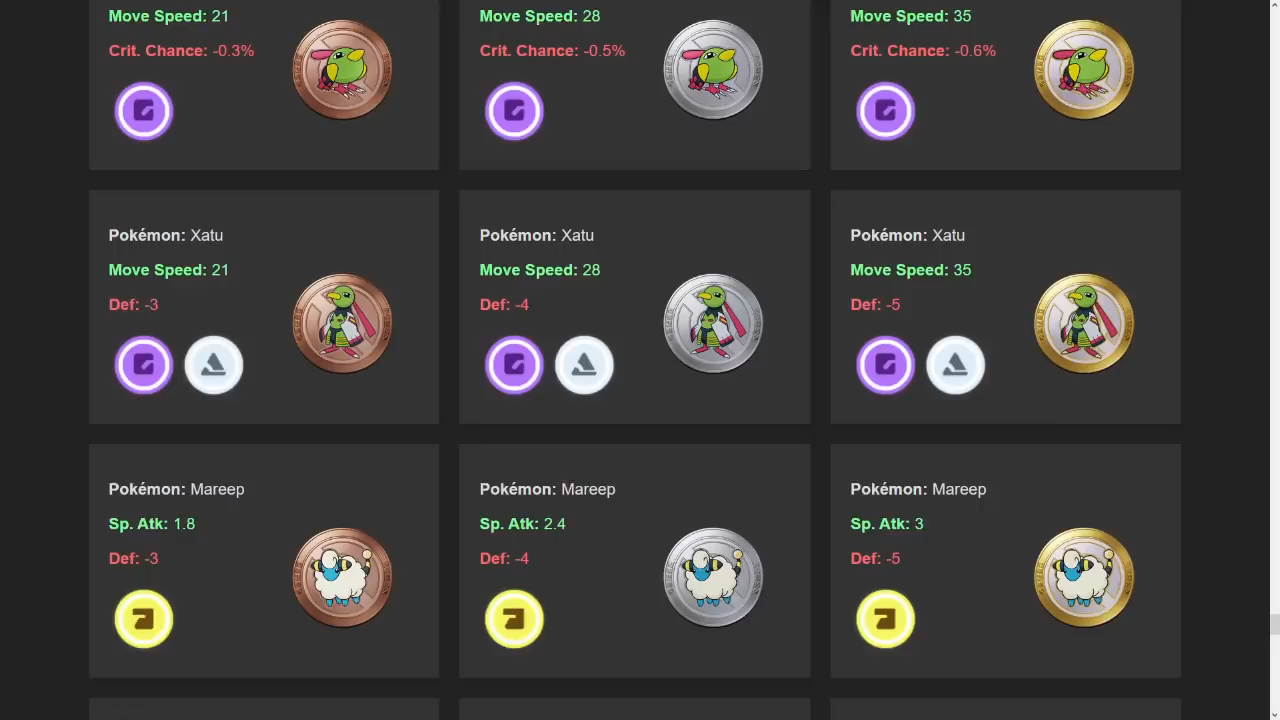 Move Speed: 21
Crit. Chance: -0.3%
Move Speed: 28
Crit. Chance: -0.5%
Move Speed: 35
Crit. Chance: -0.6%
Pokémon: Xatu
Move Speed: 21
Def: -3
Pokémon: Xatu
Move Speed: 28
Def: -4
Pokémon: Xatu
Move Speed: 35
Def: -5
Pokémon: Mareep
Sp. Atk: 1.8
Def: -3
Pokémon: Mareep
Sp. Atk: 2.4
Def: -4
Pokémon: Mareep
Sp. Atk: 3
Def: -5